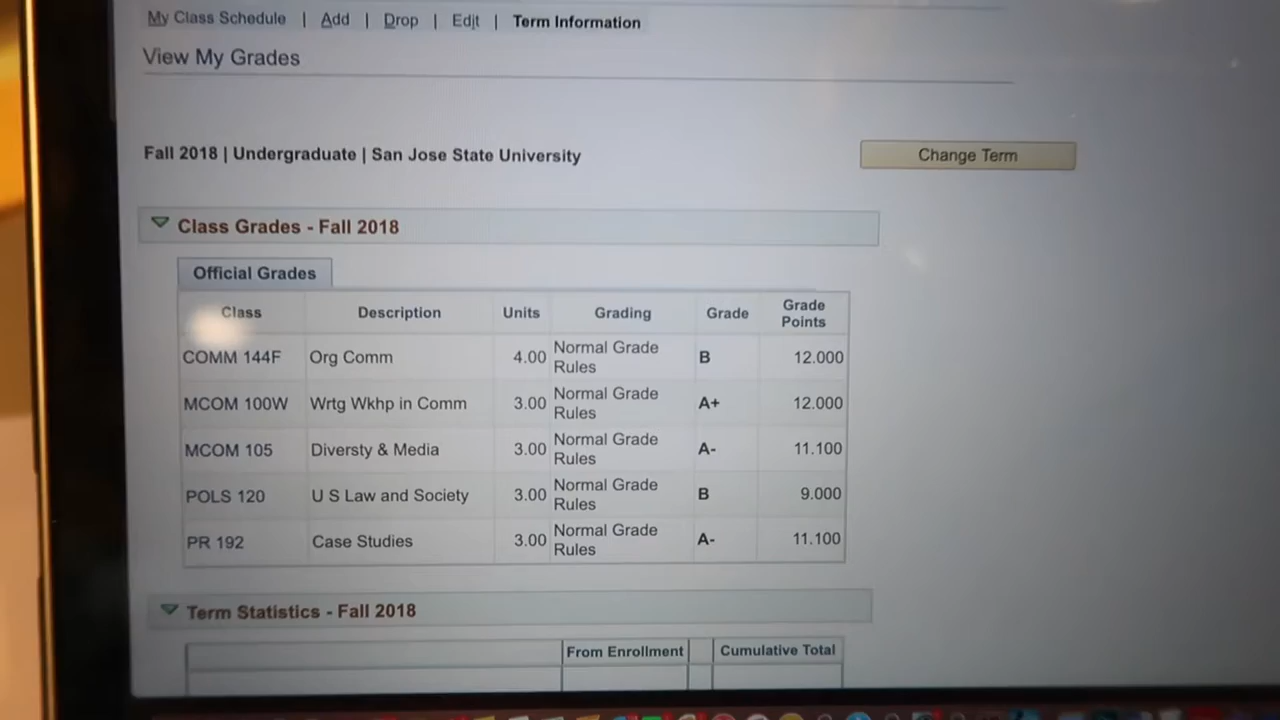 My Class Schedule | Add | Drop | Edit | Term Information
View My Grades
Fall 2018 | Undergraduate | San Jose State University
Change Term
Class Grades - Fall 2018
Official Grades
Class Description Units Grading Grade Grade Points
COMM 144F Org Comm 4.00 Normal Grade Rules B 12.000
MCOM 100W Wrtg Wkhp in Comm 3.00 Normal Grade Rules A+ 12.000
MCOM 105 Diversty & Media 3.00 Normal Grade Rules A- 11.100
POLS 120 U S Law and Society 3.00 Normal Grade Rules B 9.000
PR 192 Case Studies 3.00 Normal Grade Rules A- 11.100
Term Statistics - Fall 2018
From Enrollment Cumulative Total